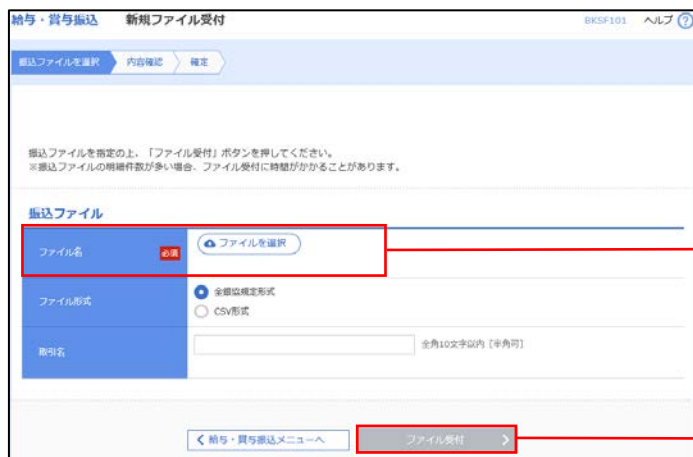 給与・賞与振込 新規ファイル受付 BKSF101 ヘルプ ?
振込ファイルを選択 内容確認 確定
振込ファイルを指定の上、「ファイル受付」ボタンを押してください。
※振込ファイルの明細件数が多い場合、ファイル受付に時間がかかることがあります。
振込ファイル
ファイル名 必須 ファイルを選択
ファイル形式 全銀協規定形式
CSV形式
取引名 全角10文字以内 [半角可]
給与・賞与振込メニューへ ファイル受付